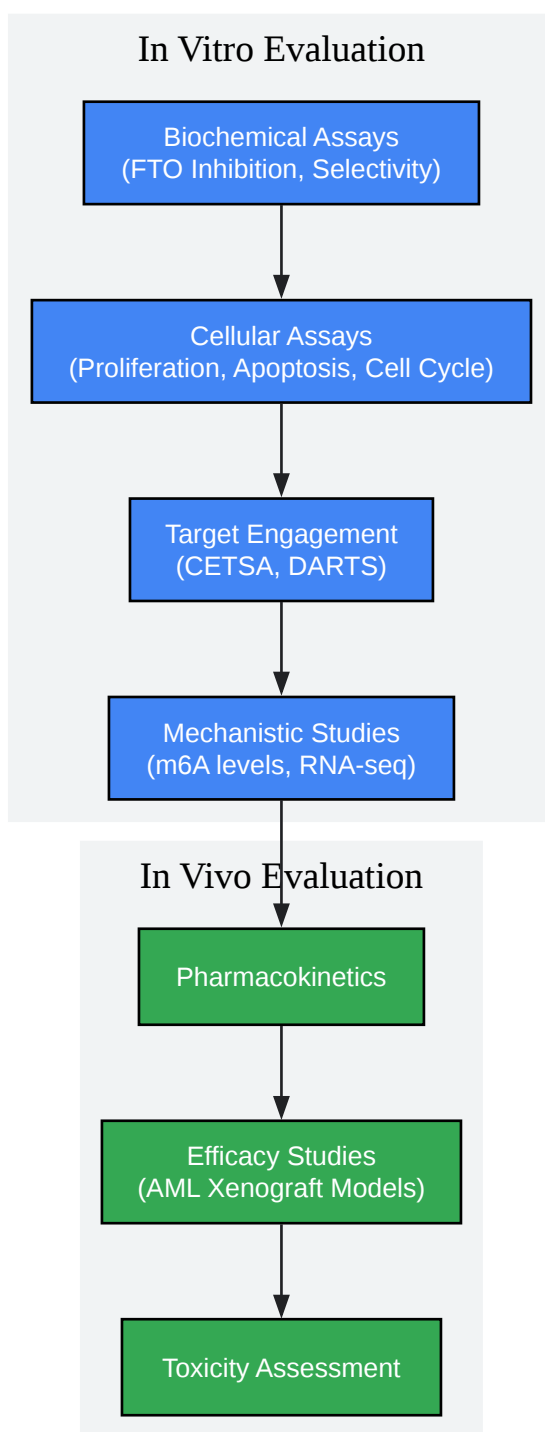 In Vitro Evaluation
Biochemical Assays
(FTO Inhibition, Selectivity)
Cellular Assays
(Proliferation, Apoptosis, Cell Cycle)
Target Engagement
(CETSA, DARTS)
Mechanistic Studies
(m6A levels, RNA-seq)
In Vivo Evaluation
Pharmacokinetics
Efficacy Studies
(AML Xenograft Models)
Toxicity Assessment